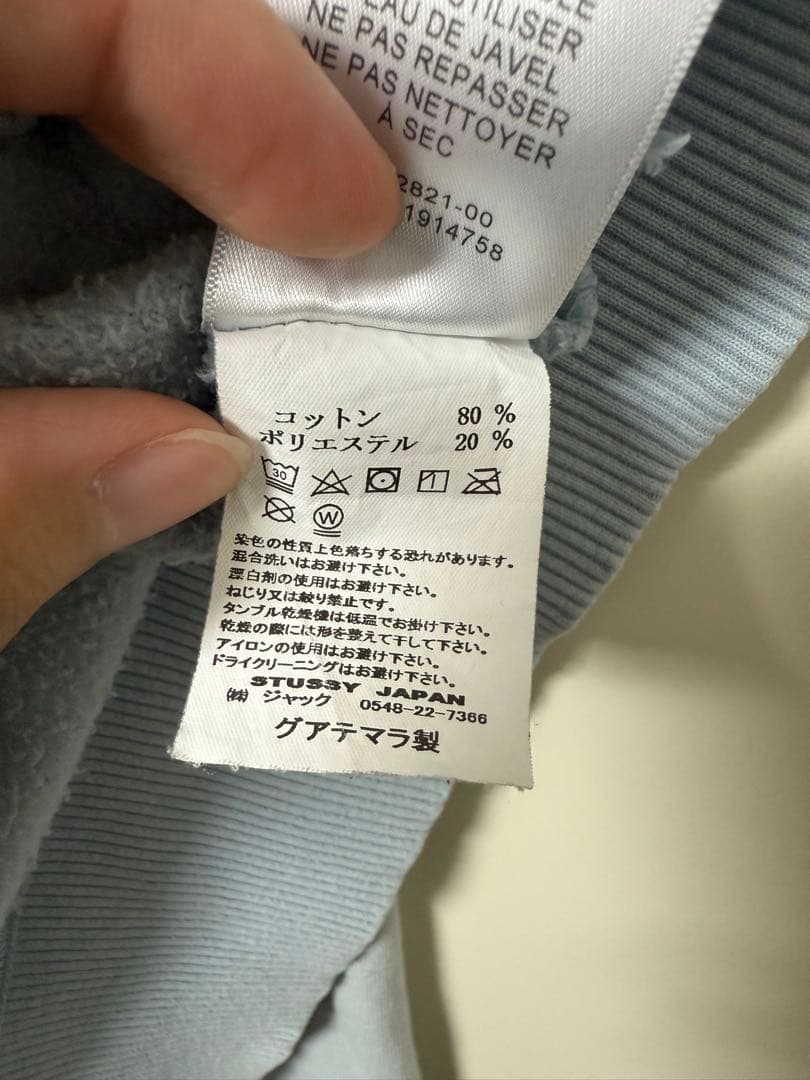 UTILISER
EAU DE JAVEL
NE PAS REPASSER
NE PAS NETTOYER
À SEC
2821-00
1914758
コットン 80 %
ポリエステル 20 %
30
1
W
染色の性質上色落ちする恐れがあります。
混合洗いはお避け下さい。
漂白剤の使用はお避け下さい。
ねじり又は絞り禁止です。
タンブル乾燥機は低温でお掛け下さい。
乾燥の際には形を整えて干して下さい。
アイロンの使用はお避け下さい。
ドライクリーニングはお避け下さい。
STUSSY JAPAN
㈱ ジャック 0548-22-7366
グアテマラ製